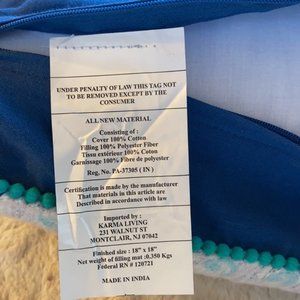 UNDER PENALTY OF LAW THIS TAG NOT
TO BE REMOVED EXCEPT BY THE
CONSUMER
ALL NEW MATERIAL
Consisting of :
Cover 100% Cotton
Filling 100% Polyester Fiber
Tissu extérieur 100% Coton
Garnissage 100% Fibre de polyester
Reg, No. PA-37305 ( IN )
Certification is made by the manufacturer
That materials in this article are
Described in accordance with law
Imported by :
KARMA LIVING
231 WALNUT ST
MONTCLAIR, NJ 07042
Finished size : 18" x 18"
Net weight of filling mat :0.350 Kgs
Federal RN # 120721
MADE IN INDIA